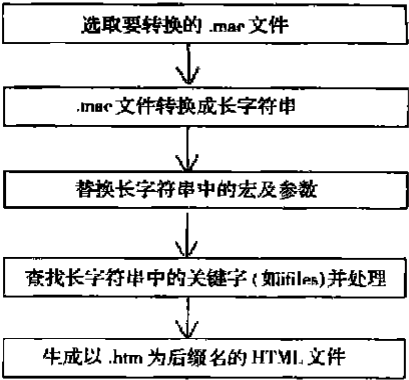 选取要转换的 .mac 文件
.mac 文件转换成长字符串
替换长字符串中的宏及参数
查找长字符串中的关键字 ( 如iifiles) 并处理
生成以 .htm 为后缀名的 HTML 文件